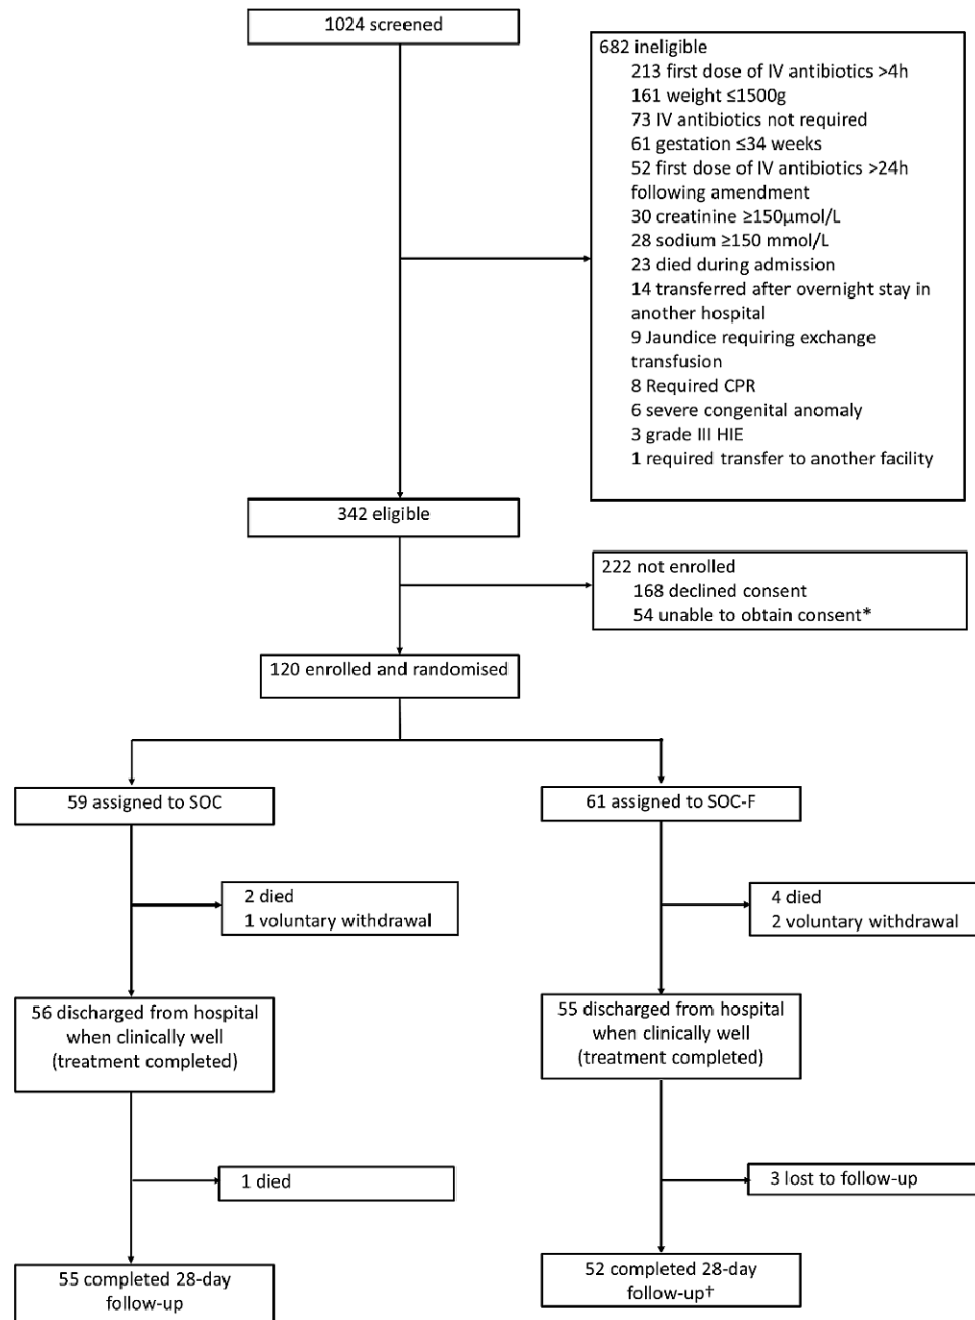 1024 screened
682 ineligible
213 first dose of IV antibiotics >4h
161 weight ≤1500g
73 IV antibiotics not required
61 gestation ≤34 weeks
52 first dose of IV antibiotics >24h
following amendment
30 creatinine ≥150µmol/L
28 sodium ≥150 mmol/L
23 died during admission
14 transferred after overnight stay in
another hospital
9 Jaundice requiring exchange
transfusion
8 Required CPR
6 severe congenital anomaly
3 grade III HIE
1 required transfer to another facility
342 eligible
222 not enrolled
168 declined consent
54 unable to obtain consent*
120 enrolled and randomised
59 assigned to SOC
61 assigned to SOC-F
2 died
1 voluntary withdrawal
4 died
2 voluntary withdrawal
56 discharged from hospital
when clinically well
(treatment completed)
55 discharged from hospital
when clinically well
(treatment completed)
1 died
3 lost to follow-up
55 completed 28-day
follow-up
52 completed 28-day
follow-up†